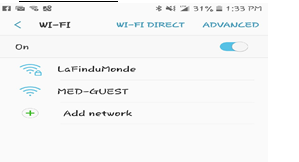 31% 1:33 PM
< WI-FI WI-FI DIRECT ADVANCED
On
LaFinduMonde
MED-GUEST
+ Add network